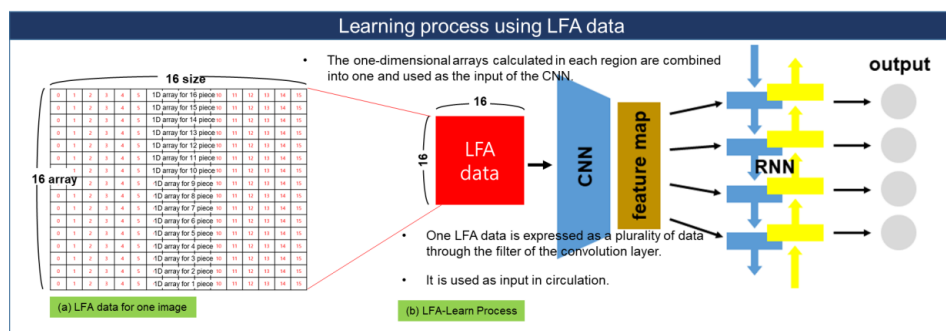 Learning process using LFA data
• The one-dimensional arrays calculated in each region are combined
into one and used as the input of the CNN.
16 size
16 array
0 1 2 3 4 5 1D array for 16 piece 10 11 12 13 14 15
0 1 2 3 4 5 1D array for 15 piece 10 11 12 13 14 15
0 1 2 3 4 5 1D array for 14 piece 10 11 12 13 14 15
0 1 2 3 4 5 1D array for 13 piece 10 11 12 13 14 15
0 1 2 3 4 5 1D array for 12 piece 10 11 12 13 14 15
0 1 2 3 4 5 1D array for 11 piece 10 11 12 13 14 15
0 1 2 3 4 5 1D array for 10 piece 10 11 12 13 14 15
1 2 3 4 5 1D array for 9 piece 10 11 12 13 14 15
0 1 2 3 4 5 1D array for 8 piece 10 11 12 13 14 15
0 1 2 3 4 5 1D array for 7 piece 10 11 12 13 14 15
0 1 2 3 4 5 1D array for 6 piece 10 11 12 13 14 15
0 1 2 3 4 5 1D array for 5 piece 10 11 12 13 14 15
0 1 2 3 4 5 1D array for 4 piece 10 11 12 13 14 15
0 1 2 3 4 5 1D array for 3 piece 10 11 12 13 14 15
0 1 2 3 4 5 1D array for 2 piece 10 11 12 13 14 15
0 1 2 3 4 5 1D array for 1 piece 10 11 12 13 14 15
(a) LFA data for one image
16
16
LFA
data
CNN
feature map
RNN
output
• One LFA data is expressed as a plurality of data
through the filter of the convolution layer.
• It is used as input in circulation.
(b) LFA-Learn Process